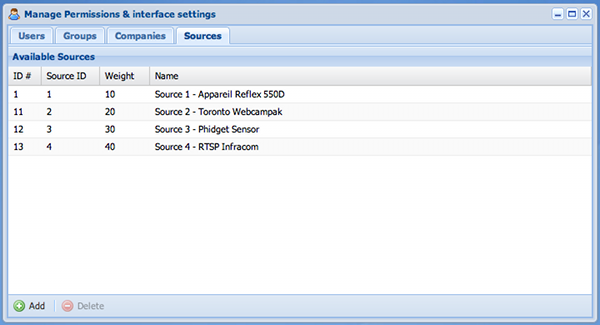 Manage Permissions & interface settings
Users Groups Companies Sources
Available Sources
ID # Source ID Weight Name
1 1 10 Source 1 - Appareil Reflex 550D
11 2 20 Source 2 - Toronto Webcampak
12 3 30 Source 3 - Phidget Sensor
13 4 40 Source 4 - RTSP Infracom
Add Delete